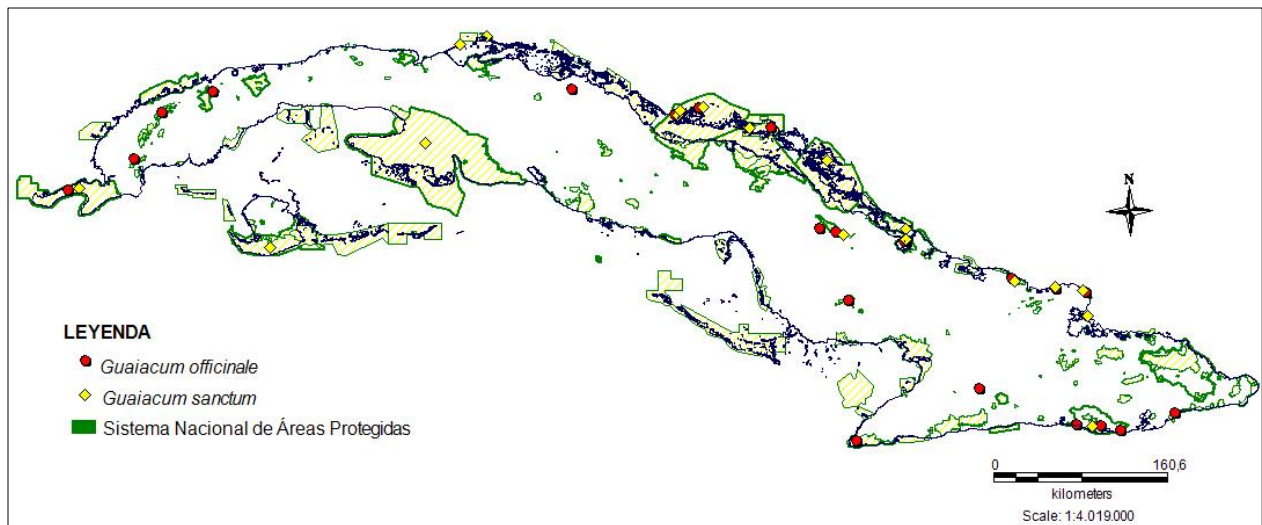 N
LEYENDA
Guaiacum officinale
Guaiacum sanctum
Sistema Nacional de Áreas Protegidas
0 160,6
kilometers
Scale: 1:4.019.000